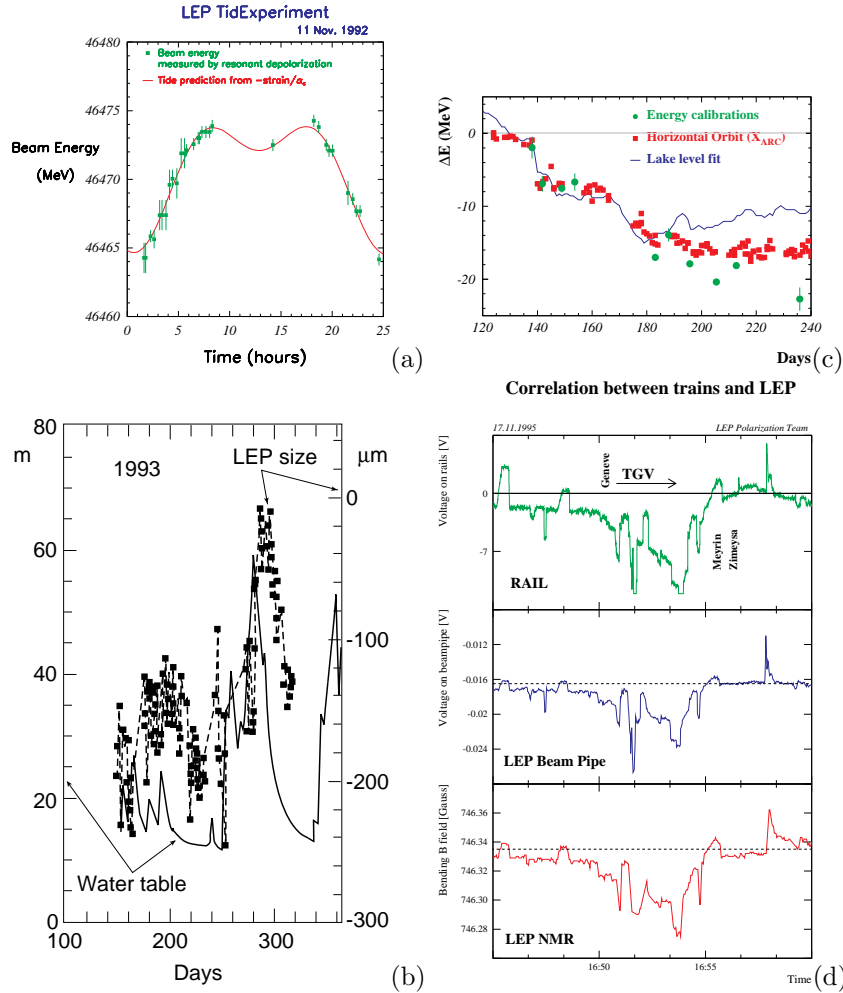 LEP TidExperiment
11 Nov. 1992
46480
46475
46470
46465
46460
Beam Energy
(MeV)
Beam energy
measured by resonant depolarization
Tide prediction from -strain/αc
0 5 10 15 20 25
Time (hours)
(a)
ΔE (MeV)
0
-10
-20
Energy calibrations
Horizontal Orbit (XARC)
Lake level fit
120 140 160 180 200 220 240
Days
(c)
80
m
60
40
20
0
1993
LEP size
μm
0
-100
-200
-300
Water table
100 200 300
Days
(b)
Correlation between trains and LEP
17.11.1995
LEP Polarization Team
Voltage on rails [V]
0
-7
Geneve
TGV
Meyrin
Zimeysa
RAIL
Voltage on beampipe [V]
-0.012
-0.016
-0.02
-0.024
LEP Beam Pipe
Bending B field [Gauss]
746.36
746.34
746.30
746.28
LEP NMR
16:50 16:55
Time
(d)